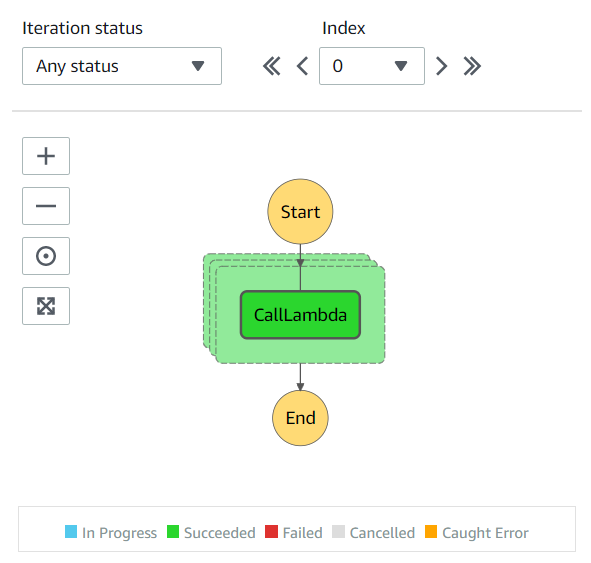 Iteration status
Index
Any status
0
Start
CallLambda
End
In Progress Succeeded Failed Cancelled Caught Error